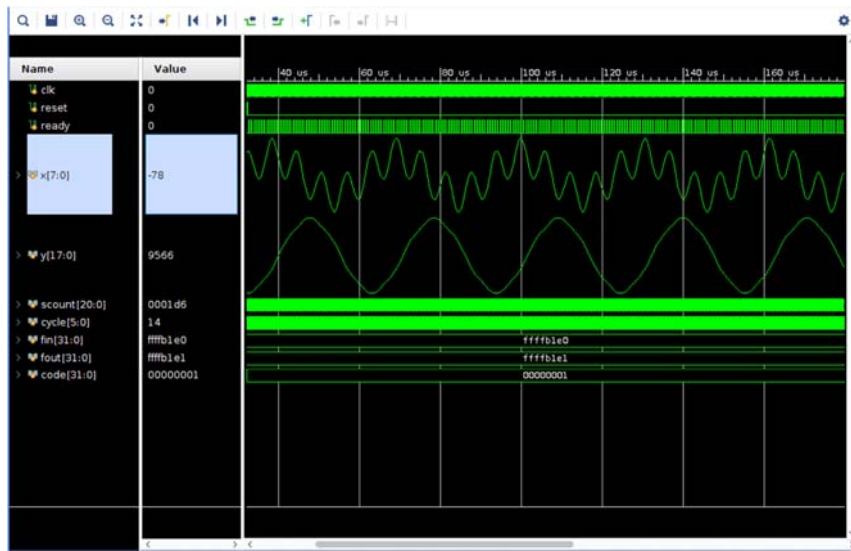 Name Value
40 us 60 us 80 us 100 us 120 us 140 us 160 us
clk 0
reset 0
ready 0
x[7:0] -78
y[17:0] 9566
scount[20:0] 0001d6
cycle[5:0] 14
fin[31:0] ffffb1e0 ffffb1e0
fout[31:0] ffffb1e1 ffffb1e1
code[31:0] 00000001 00000001